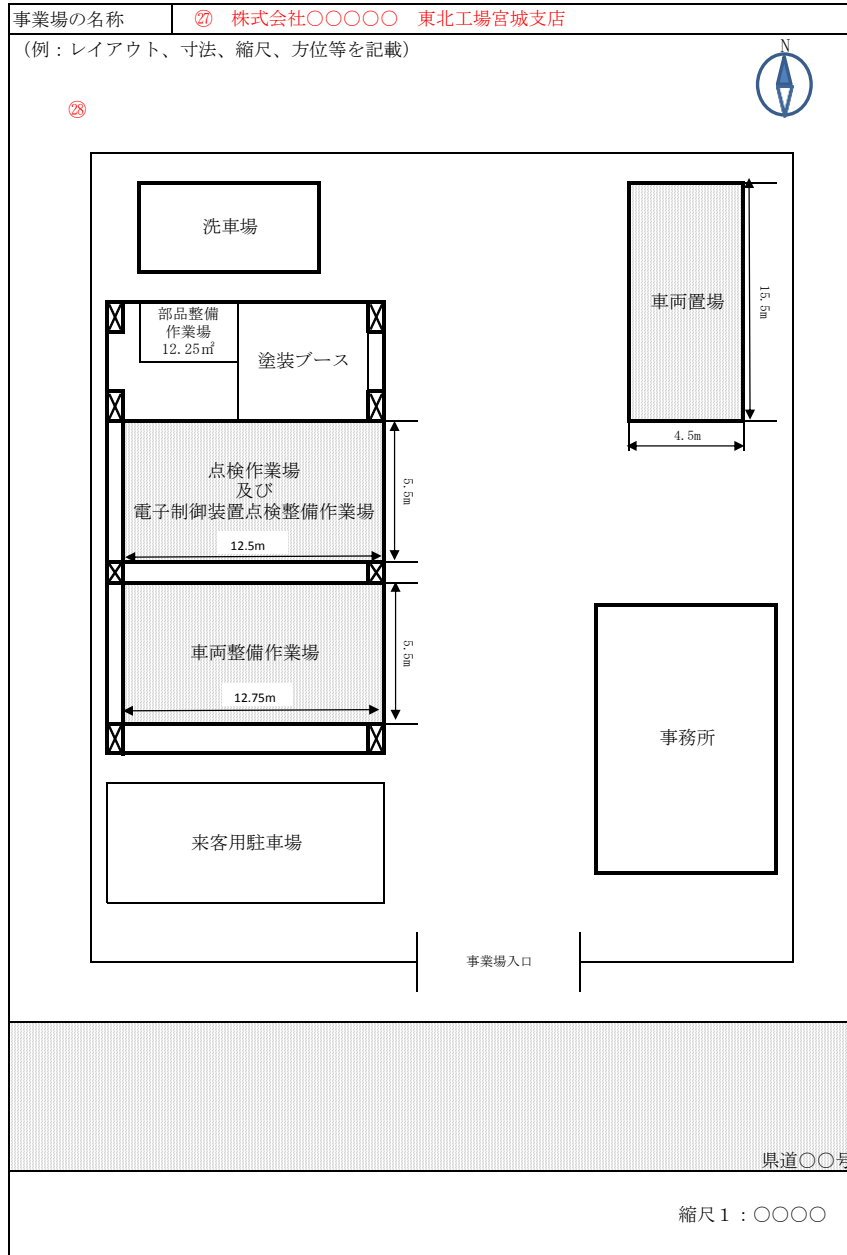 事業場の名称
㉗　株式会社○○○○○　東北工場宮城支店
(例：レイアウト、寸法、縮尺、方位等を記載)
N
㉘
洗車場
車両置場
15.5m
4.5m
部品整備
作業場
12.25㎡
塗装ブース
点検作業場
及び
電子制御装置点検整備作業場
12.5m
5.5m
車両整備作業場
12.75m
5.5m
事務所
来客用駐車場
事業場入口
県道○○号
縮尺１：○○○○